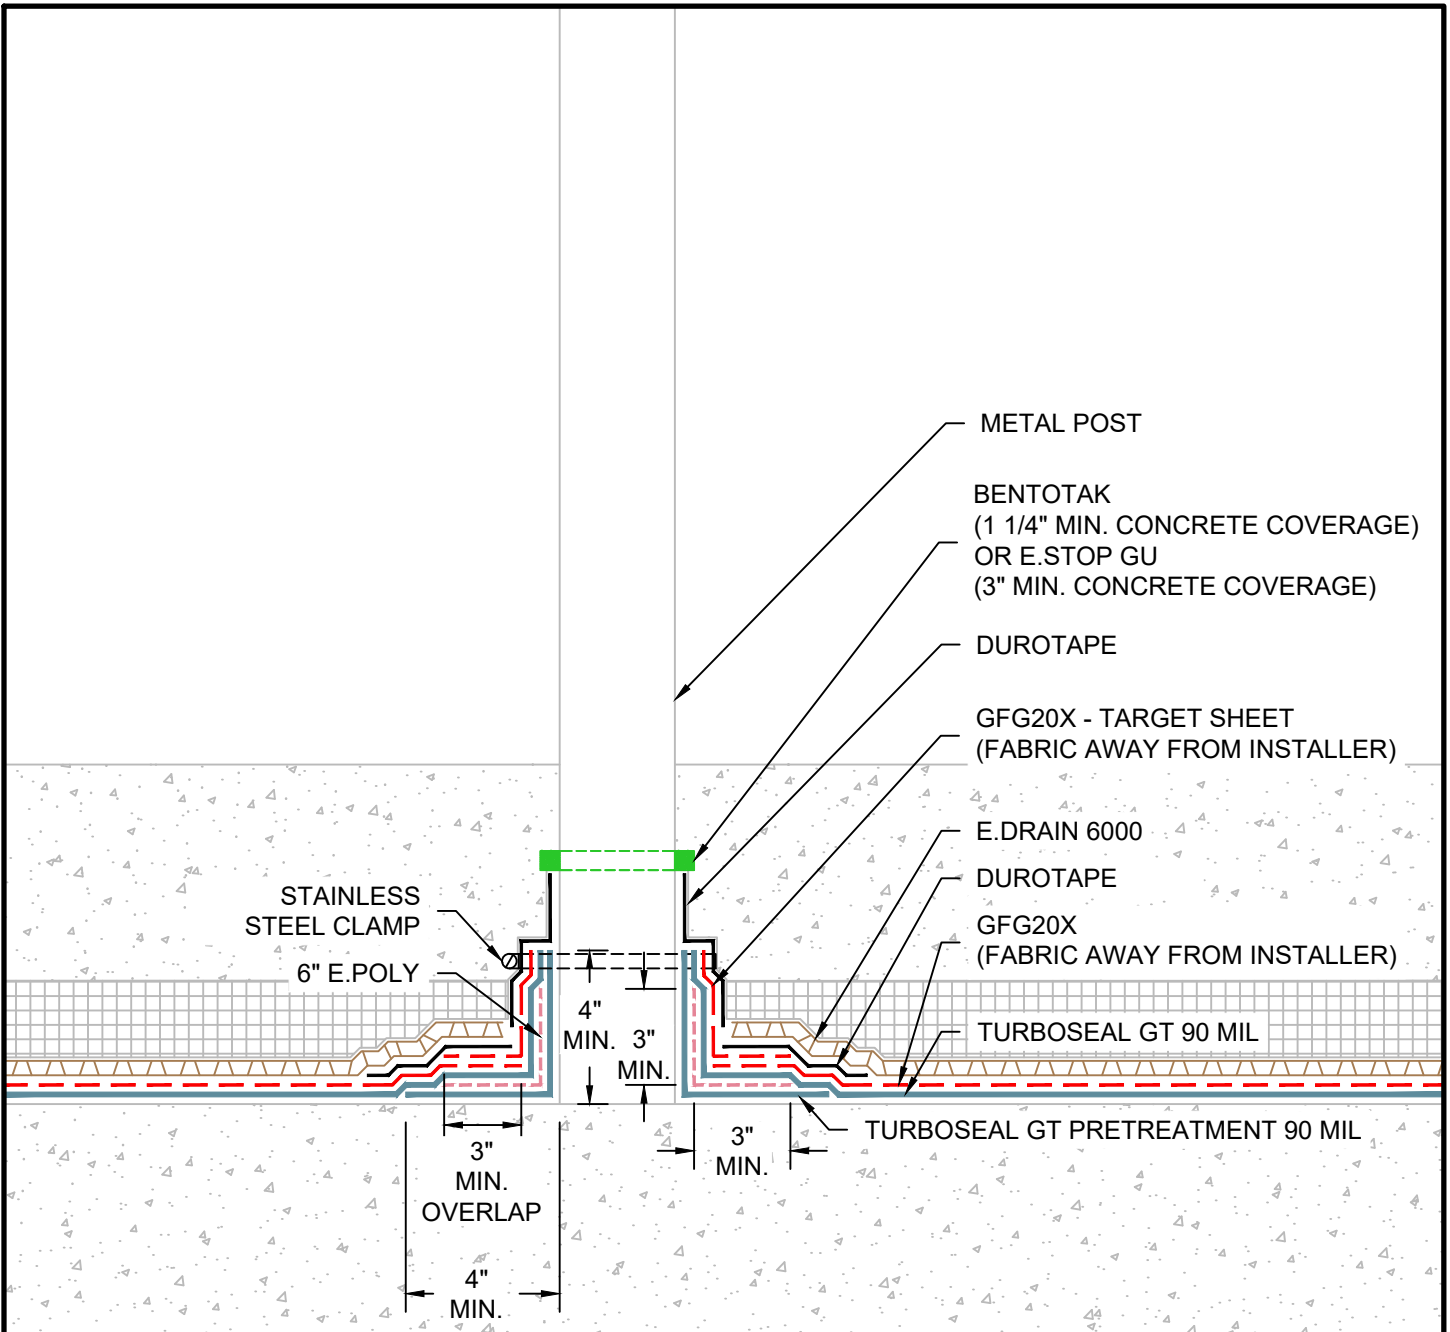 METAL POST
BENTOTAK
(1 1/4" MIN. CONCRETE COVERAGE)
OR E.STOP GU
(3" MIN. CONCRETE COVERAGE)
DUROTAPE
GFG20X - TARGET SHEET
(FABRIC AWAY FROM INSTALLER)
E.DRAIN 6000
DUROTAPE
GFG20X
(FABRIC AWAY FROM INSTALLER)
TURBOSEAL GT 90 MIL
TURBOSEAL GT PRETREATMENT 90 MIL
STAINLESS
STEEL CLAMP
6" E.POLY
4"
MIN.
3"
MIN.
3"
MIN.
3"
MIN.
OVERLAP
4"
MIN.